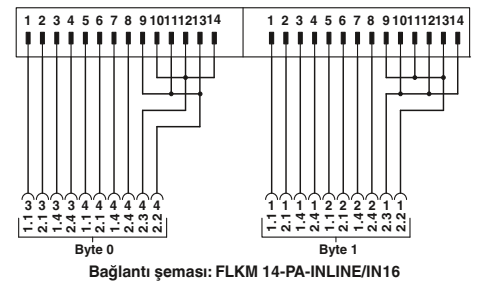 1 2 3 4 5 6 7 8 9 10 11 12 13 14 1 2 3 4 5 6 7 8 9 10 11 12 13 14
3 3 3 3 4 4 4 4 4 4 1 1 1 1 2 2 2 2 1 1
1.1 2.1 1.4 2.4 1.1 2.1 1.4 2.4 2.3 2.2 1.1 2.1 1.4 2.4 1.1 2.1 1.4 2.4 2.3 2.2
Byte 0 Byte 1
Bağlantı şeması: FLKM 14-PA-INLINE/IN16